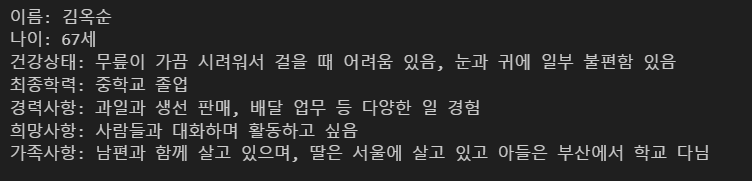 이름: 김옥순
나이: 67세
건강상태: 무릎이 가끔 시려워서 걸을 때 어려움 있음, 눈과 귀에 일부 불편함 있음
최종학력: 중학교 졸업
경력사항: 과일과 생선 판매, 배달 업무 등 다양한 일 경험
희망사항: 사람들과 대화하며 활동하고 싶음
가족사항: 남편과 함께 살고 있으며, 딸은 서울에 살고 있고 아들은 부산에서 학교 다님